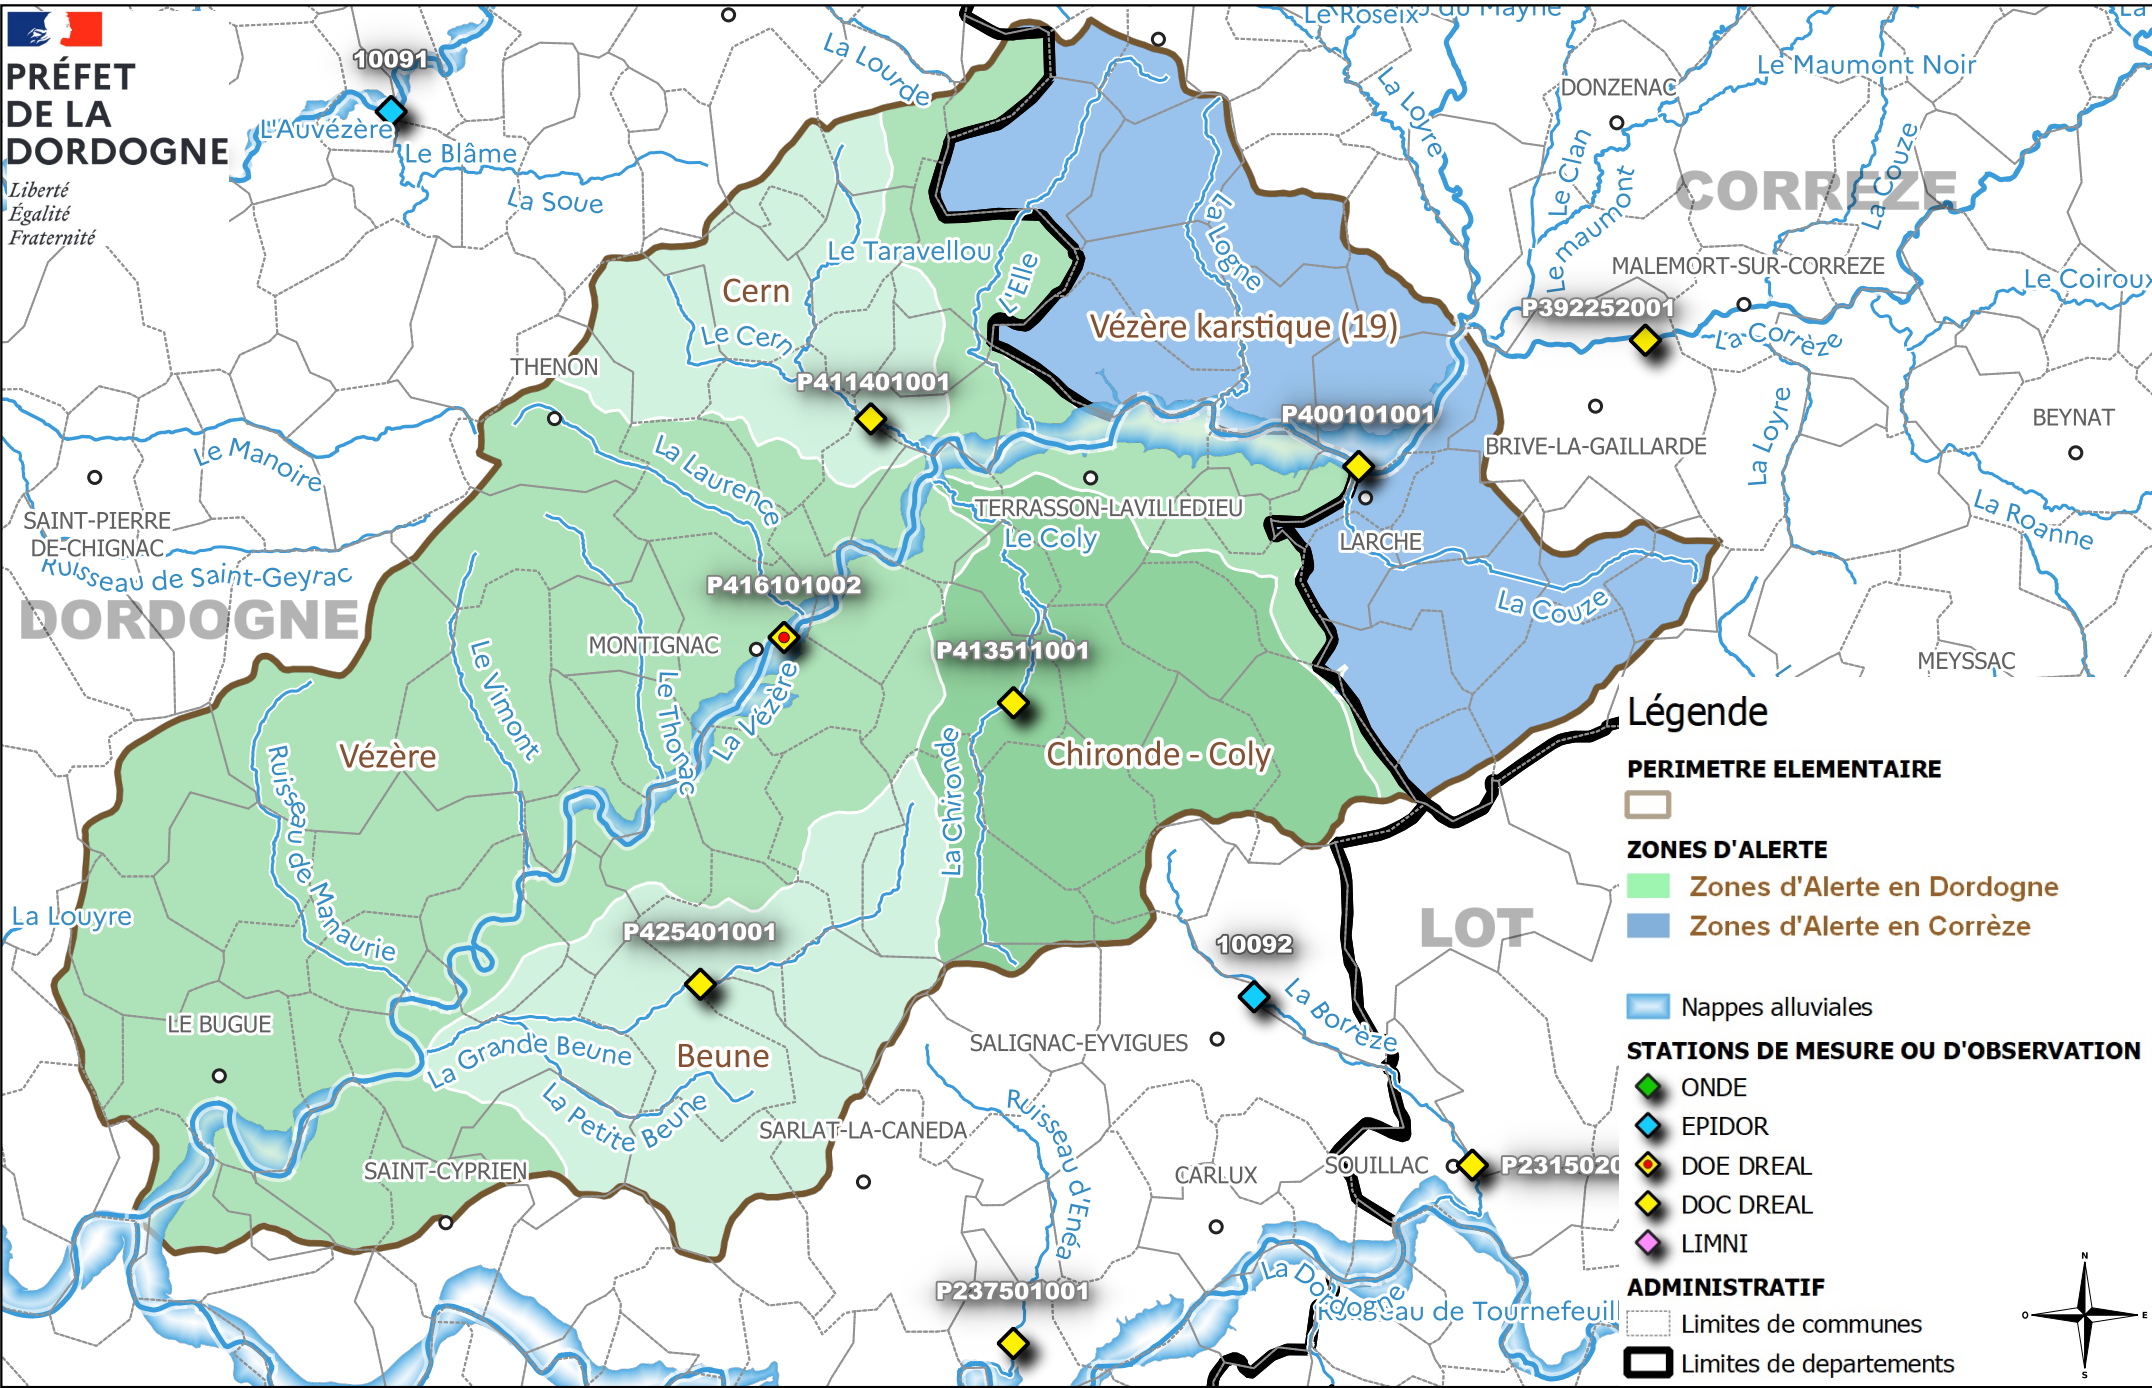 PRÉFET
DE LA
DORDOGNE
Liberté
Égalité
Fraternité
10091
L'Auvézère
Le Blâme
La Soue
La Lourde
Le Roseix
du Mayne
La Loyre
DONZENAC
Le Maumont Noir
Le Clan
Le maumont
CORREZE
La Couze
MALEMORT-SUR-CORREZE
Le Coiroux
P392252001
La Corrèze
Le Taravellou
L'Elle
La Logne
Cern
Le Cern
Vézère karstique (19)
THENON
P411401001
P400101001
BRIVE-LA-GAILLARDE
La Loyre
BEYNAT
Le Manoire
La Laurence
SAINT-PIERRE
DE-CHIGNAC
TERRASSON-LAVILLEDIEU
Le Coly
LARCHE
La Roanne
Ruisseau de Saint-Geyrac
DORDOGNE
P416101002
La Couze
MONTIGNAC
P413511001
MEYSSAC
Le Vimont
Le Thonac
La Vézère
Vézère
Ruisseau de Manaurie
La Chironde
Chironde - Coly
La Louyre
P425401001
LOT
10092
La Borrèze
LE BUGUE
La Grande Beune
Beune
La Petite Beune
SALIGNAC-EYVIGUES
Ruisseau d'Enéa
SARLAT-LA-CANEDA
SAINT-CYPRIEN
CARLUX
SOUILLAC
P2315020
La Dordogne
P237501001
au de Tournefeuil
Légende
PERIMETRE ELEMENTAIRE
ZONES D'ALERTE
Zones d'Alerte en Dordogne
Zones d'Alerte en Corrèze
Nappes alluviales
STATIONS DE MESURE OU D'OBSERVATION
ONDE
EPIDOR
DOE DREAL
DOC DREAL
LIMNI
ADMINISTRATIF
Limites de communes
Limites de departements
N
O
E
S